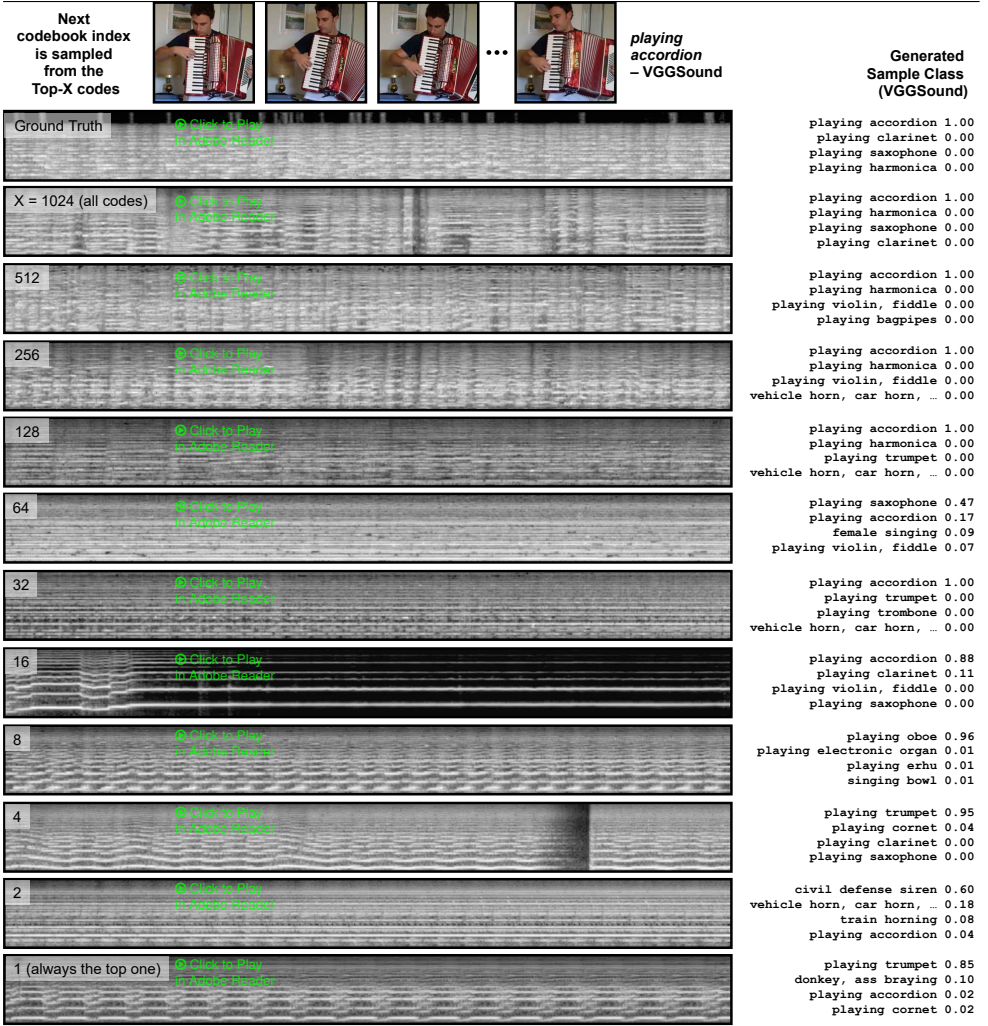 Next
codebook index
is sampled
from the
Top-X codes
•••
playing
accordion
– VGGSound
Generated
Sample Class
(VGGSound)
Ground Truth
Click to Play
In Adobe Reader
playing accordion 1.00
playing clarinet 0.00
playing saxophone 0.00
playing harmonica 0.00
X = 1024 (all codes)
Click to Play
In Adobe Reader
playing accordion 1.00
playing harmonica 0.00
playing saxophone 0.00
playing clarinet 0.00
512
Click to Play
In Adobe Reader
playing accordion 1.00
playing harmonica 0.00
playing violin, fiddle 0.00
playing bagpipes 0.00
256
Click to Play
In Adobe Reader
playing accordion 1.00
playing harmonica 0.00
playing violin, fiddle 0.00
vehicle horn, car horn, … 0.00
128
Click to Play
In Adobe Reader
playing accordion 1.00
playing harmonica 0.00
playing trumpet 0.00
vehicle horn, car horn, … 0.00
64
Click to Play
In Adobe Reader
playing saxophone 0.47
playing accordion 0.17
female singing 0.09
playing violin, fiddle 0.07
32
Click to Play
In Adobe Reader
playing accordion 1.00
playing trumpet 0.00
playing trombone 0.00
vehicle horn, car horn, … 0.00
16
Click to Play
In Adobe Reader
playing accordion 0.88
playing clarinet 0.11
playing violin, fiddle 0.00
playing saxophone 0.00
8
Click to Play
In Adobe Reader
playing oboe 0.96
playing electronic organ 0.01
playing erhu 0.01
singing bowl 0.01
4
Click to Play
In Adobe Reader
playing trumpet 0.95
playing cornet 0.04
playing clarinet 0.00
playing saxophone 0.00
2
Click to Play
In Adobe Reader
civil defense siren 0.60
vehicle horn, car horn, … 0.18
train horning 0.08
playing accordion 0.04
1 (always the top one)
Click to Play
In Adobe Reader
playing trumpet 0.85
donkey, ass braying 0.10
playing accordion 0.02
playing cornet 0.02